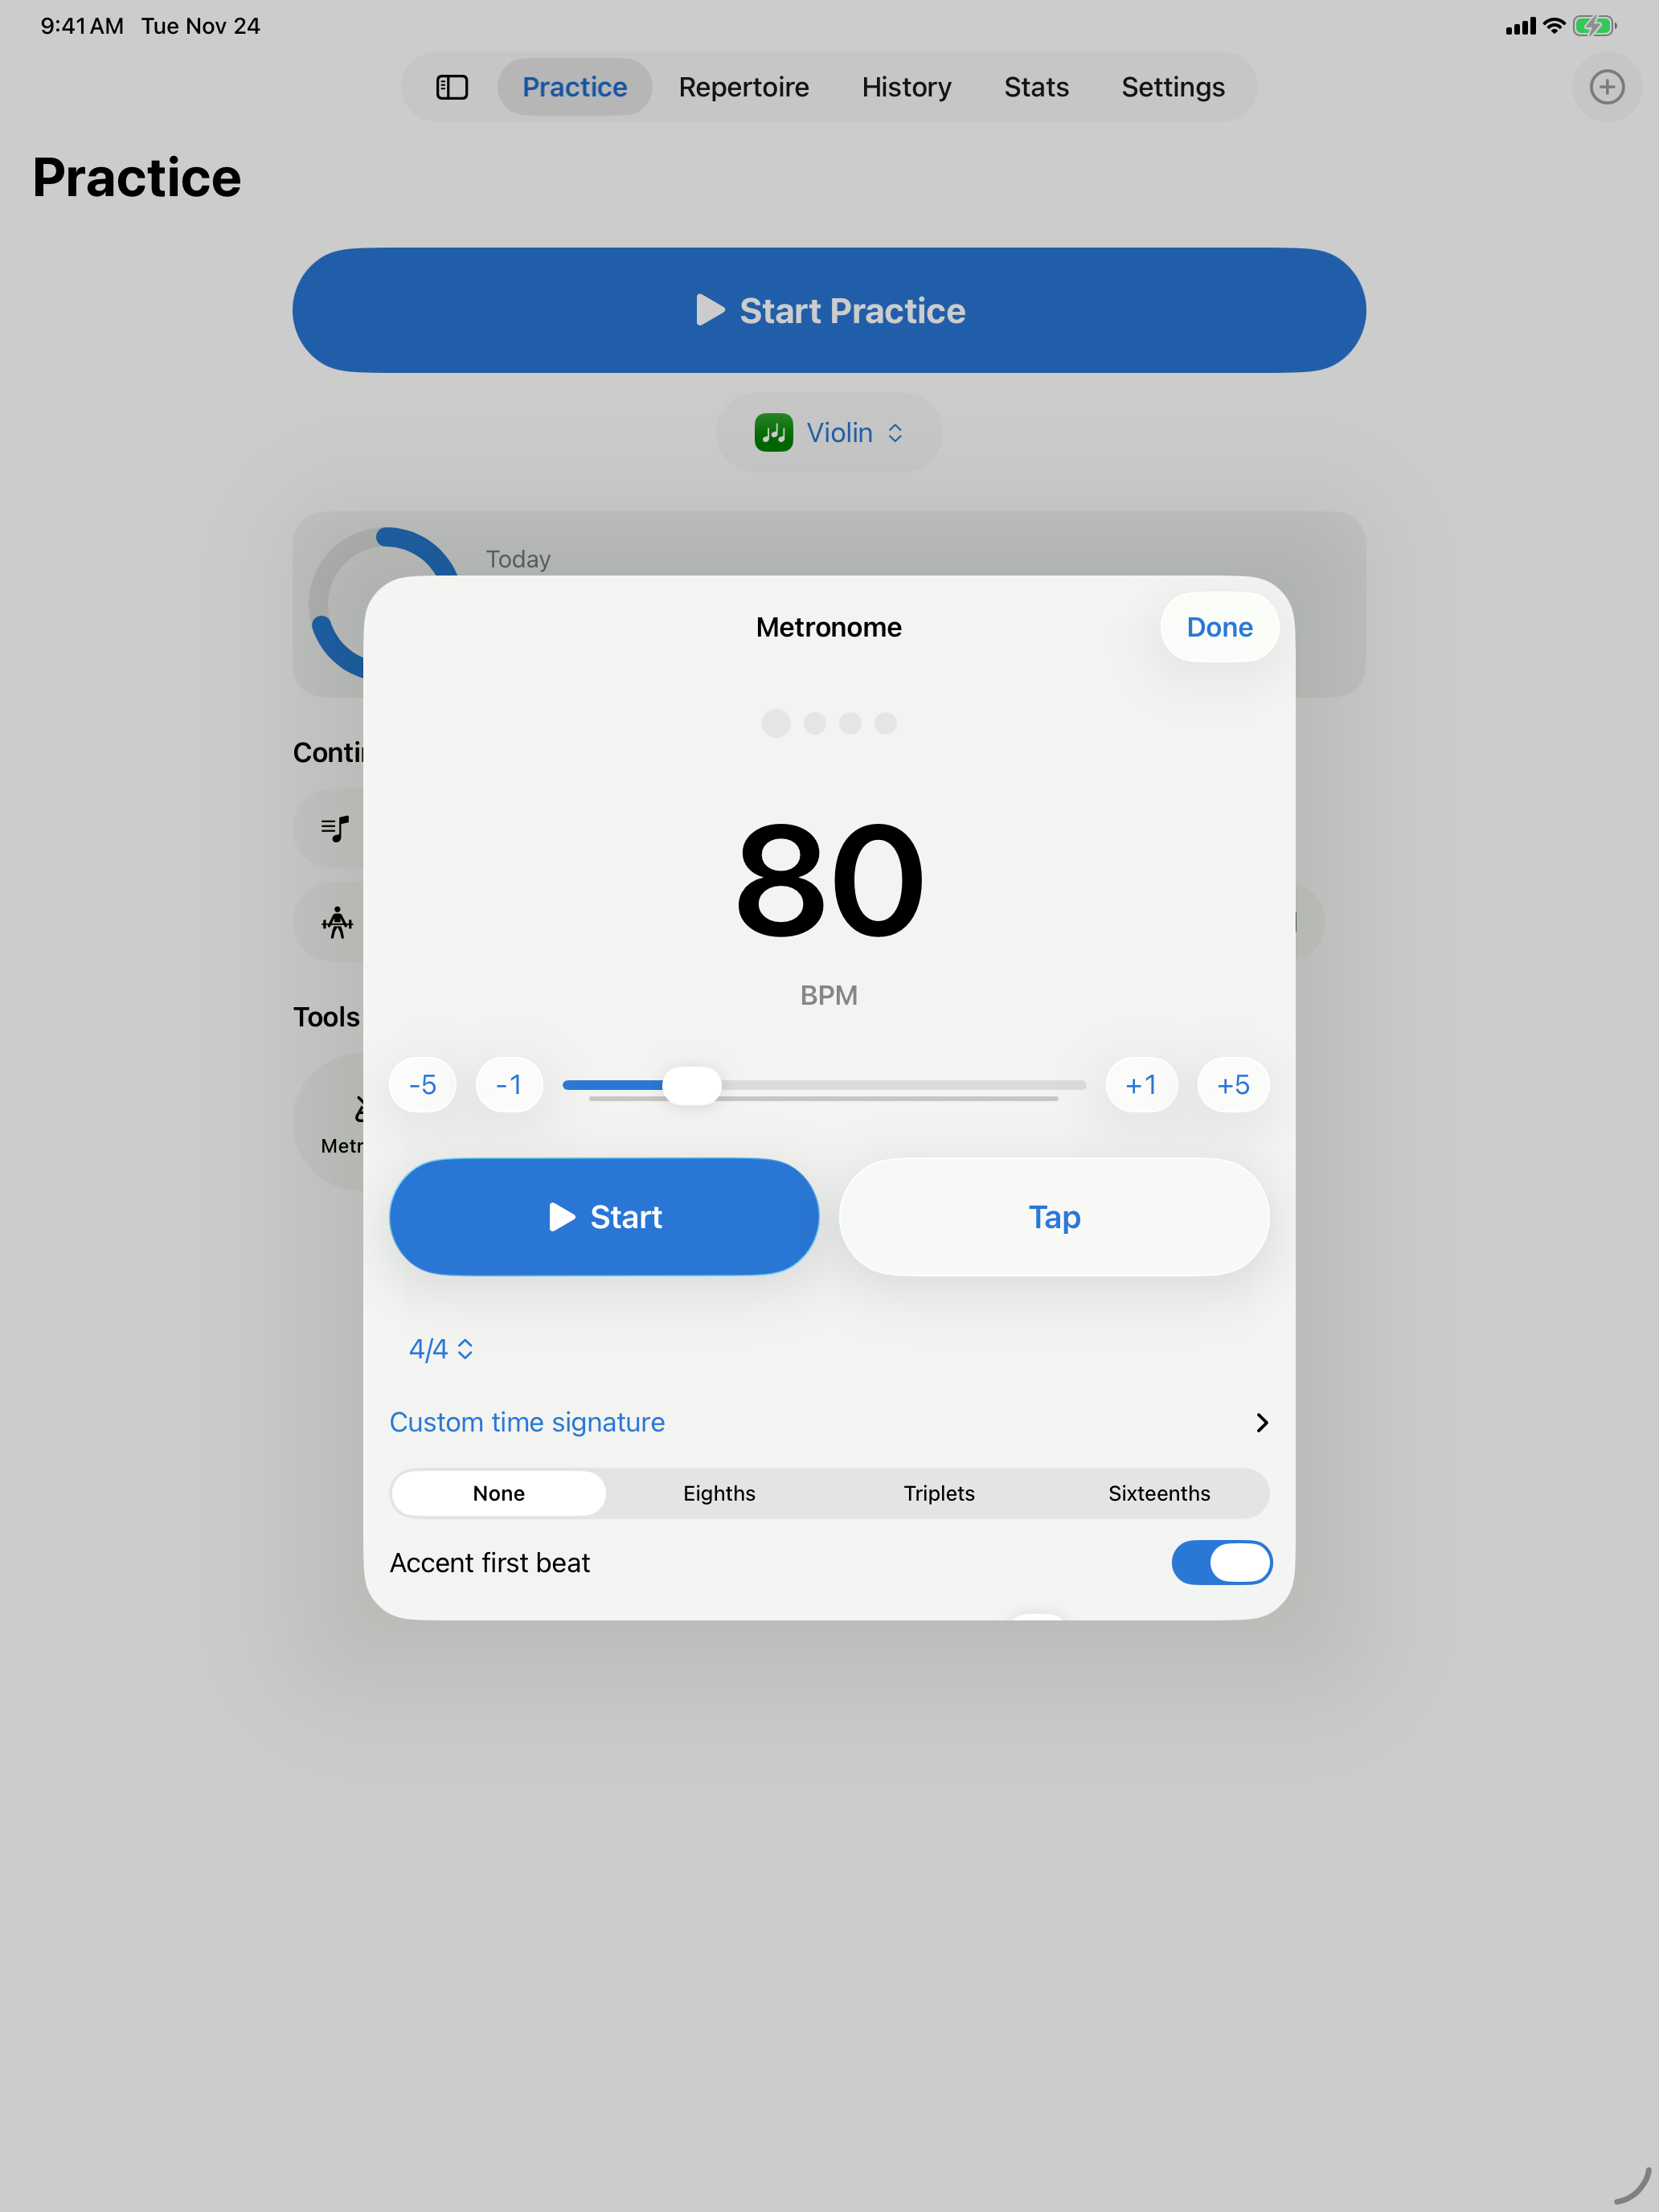 9:41 AM Tue Nov 24
Practice Repertoire History Stats Settings
Practice
Start Practice
Violin
Today
Metronome Done
80
BPM
-5 -1 +1 +5
Start Tap
4/4
Custom time signature
None Eighths Triplets Sixteenths
Accent first beat
Tools